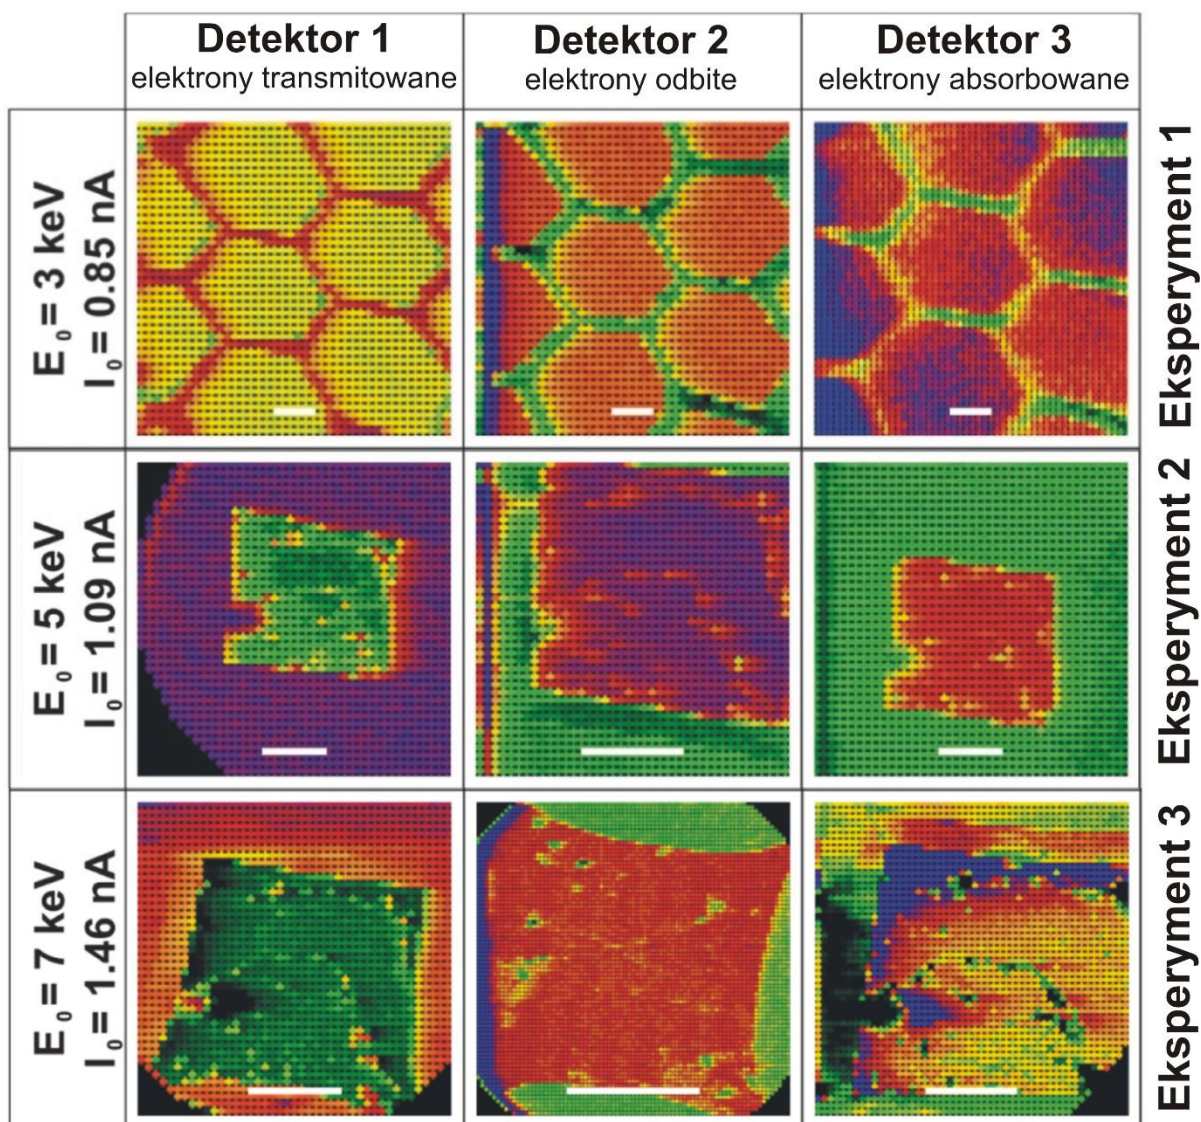 Detektor 1
elektrony transmitowane
Detektor 2
elektrony odbite
Detektor 3
elektrony absorbowane
E₀ = 3 keV
I₀ = 0.85 nA
Eksperyment 1
E₀ = 5 keV
I₀ = 1.09 nA
Eksperyment 2
E₀ = 7 keV
I₀ = 1.46 nA
Eksperyment 3